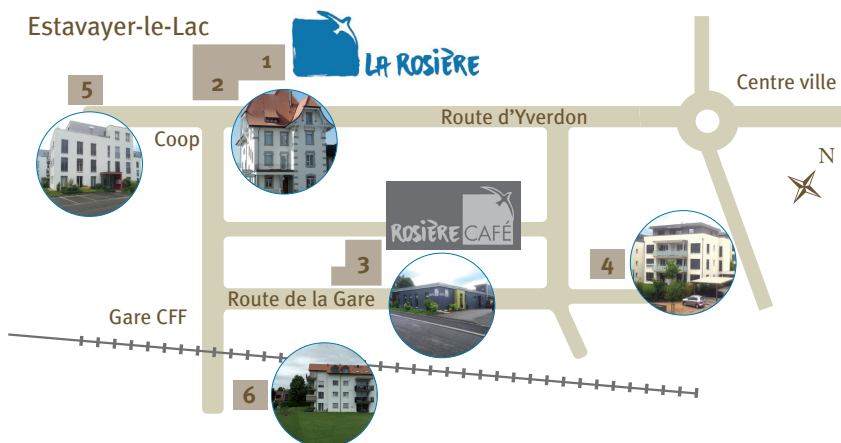 Estavayer-le-Lac
LA ROSIÈRE
1
2
5
Centre ville
Route d'Yverdon
Coop
N
ROSIÈRE CAFÉ
3
4
Route de la Gare
Gare CFF
6